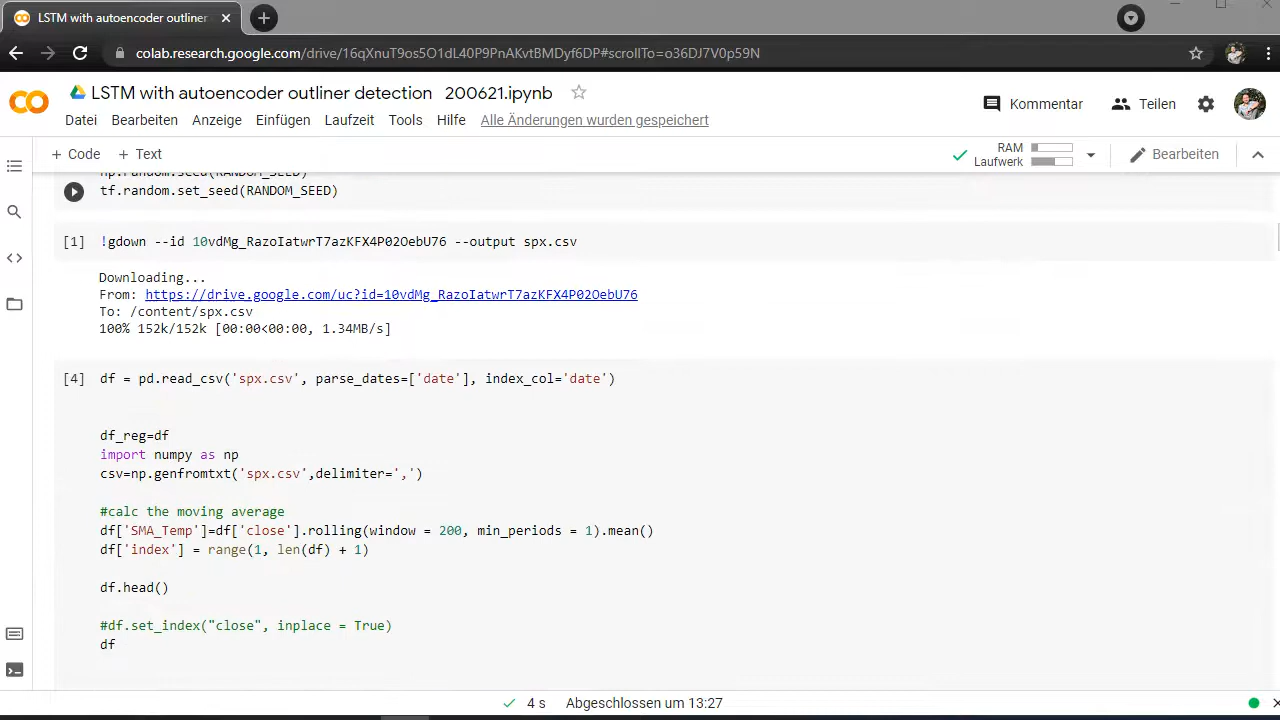 LSTM with autoencoder outliner
colab.research.google.com/drive/16qXnuT9os5O1dL40P9PnAKvtBMDyf6DP#scrollTo=o36DJ7V0p59N
LSTM with autoencoder outliner detection 200621.ipynb
Kommentar
Teilen
Datei Bearbeiten Anzeige Einfügen Laufzeit Tools Hilfe Alle Änderungen wurden gespeichert
+ Code + Text
RAM
Laufwerk
Bearbeiten
np.random.seed(RANDOM_SEED)
tf.random.set_seed(RANDOM_SEED)
[1] !gdown --id 10vdMg_RazoIatwrT7azKFX4P02OebU76 --output spx.csv
Downloading...
From: https://drive.google.com/uc?id=10vdMg_RazoIatwrT7azKFX4P02OebU76
To: /content/spx.csv
100% 152k/152k [00:00<00:00, 1.34MB/s]
[4] df = pd.read_csv('spx.csv', parse_dates=['date'], index_col='date')
df_reg=df
import numpy as np
csv=np.genfromtxt('spx.csv',delimiter=',')
#calc the moving average
df['SMA_Temp']=df['close'].rolling(window = 200, min_periods = 1).mean()
df['index'] = range(1, len(df) + 1)
df.head()
#df.set_index("close", inplace = True)
df
4 s Abgeschlossen um 13:27